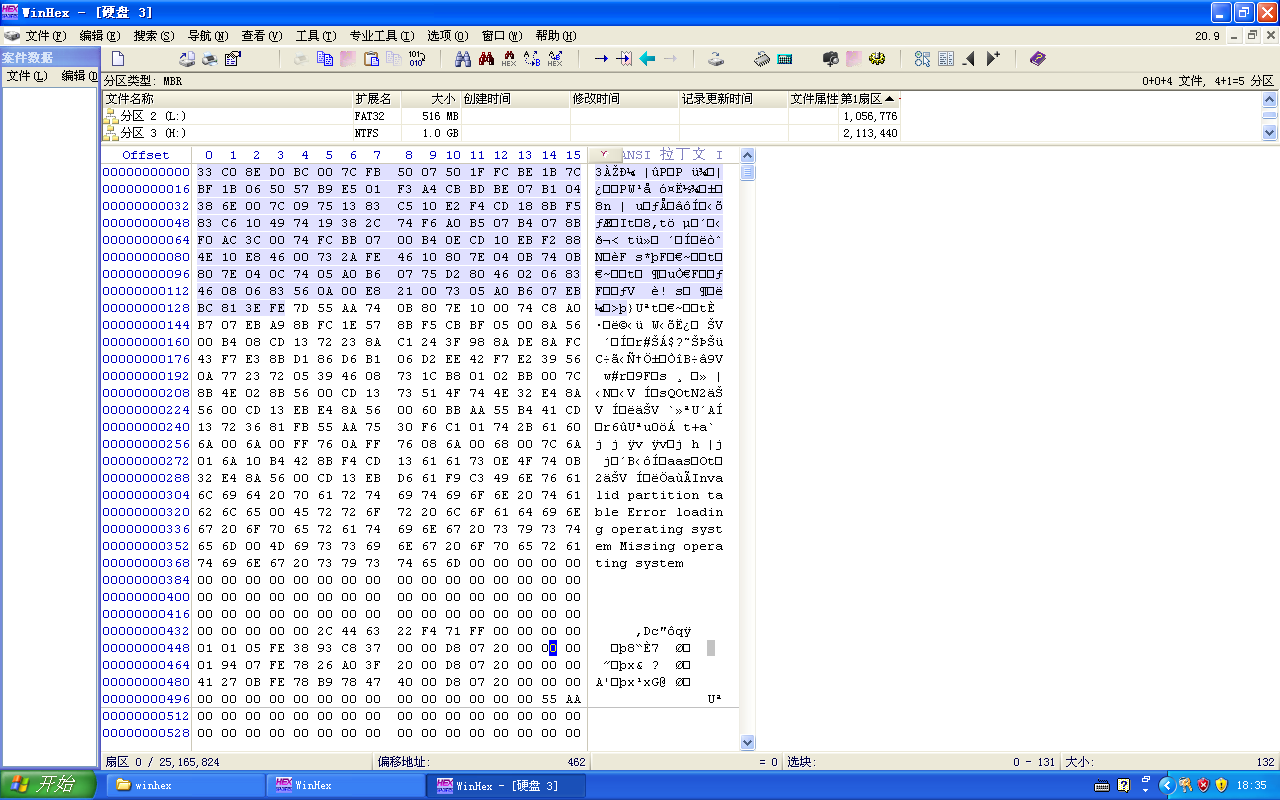 WinHex - [硬盘 3]
文件(F) 编辑(E) 搜索(S) 导航(N) 查看(V) 工具(T) 专业工具(I) 选项(O) 窗口(W) 帮助(H) 20.9
案件数据
文件(L) 编辑(D
分区类型: MBR 0+0+4 文件, 4+1=5 分区
文件名称 扩展名 大小 创建时间 修改时间 记录更新时间 文件属性 第1扇区
分区 2 (L:) FAT32 516 MB 1,056,776
分区 3 (H:) NTFS 1.0 GB 2,113,440
Offset 0 1 2 3 4 5 6 7 8 9 10 11 12 13 14 15 ANSI 拉丁文 I
00000000000 33 C0 8E D0 BC 00 7C FB 50 07 50 1F FC BE 1B 7C
00000000016 BF 1B 06 50 57 B9 E5 01 F3 A4 CB BD BE 07 B1 04
00000000032 38 6E 00 7C 09 75 13 83 C5 10 E2 F4 CD 18 8B F5
00000000048 83 C6 10 49 74 19 38 2C 74 F6 A0 B5 07 B4 07 8B
00000000064 F0 AC 3C 00 74 FC BB 07 00 B4 0E CD 10 EB F2 88
00000000080 4E 10 E8 46 00 73 2A FE 46 10 80 7E 04 0B 74 0B
00000000096 80 7E 04 0C 74 05 A0 B6 07 75 D2 80 46 02 06 83
00000000112 46 08 06 83 56 0A 00 E8 21 00 73 05 A0 B6 07 EB
00000000128 BC 81 3E FE 7D 55 AA 74 0B 80 7E 10 00 74 C8 A0
00000000144 B7 07 EB A9 8B FC 1E 57 8B F5 CB BF 05 00 8A 56
00000000160 00 B4 08 CD 13 72 23 8A C1 24 3F 98 8A DE 8A FC
00000000176 43 F7 E3 8B D1 86 D6 B1 06 D2 EE 42 F7 E2 39 56
00000000192 0A 77 23 72 05 39 46 08 73 1C B8 01 02 BB 00 7C
00000000208 8B 4E 02 8B 56 00 CD 13 73 51 4F 74 4E 32 E4 8A
00000000224 56 00 CD 13 EB E4 8A 56 00 60 BB AA 55 B4 41 CD
00000000240 13 72 36 81 FB 55 AA 75 30 F6 C1 01 74 2B 61 60
00000000256 6A 00 6A 00 FF 76 0A FF 76 08 6A 00 68 00 7C 6A
00000000272 01 6A 10 B4 42 8B F4 CD 13 61 61 73 0E 4F 74 0B
00000000288 32 E4 8A 56 00 CD 13 EB D6 61 F9 C3 49 6E 76 61 Inva
00000000304 6C 69 64 20 70 61 72 74 69 74 69 6F 6E 20 74 61 lid partition ta
00000000320 62 6C 65 00 45 72 72 6F 72 20 6C 6F 61 64 69 6E ble Error loadin
00000000336 67 20 6F 70 65 72 61 74 69 6E 67 20 73 79 73 74 g operating syst
00000000352 65 6D 00 4D 69 73 73 69 6E 67 20 6F 70 65 72 61 em Missing opera
00000000368 74 69 6E 67 20 73 79 73 74 65 6D 00 00 00 00 00 ting system
00000000384 00 00 00 00 00 00 00 00 00 00 00 00 00 00 00 00
00000000400 00 00 00 00 00 00 00 00 00 00 00 00 00 00 00 00
00000000416 00 00 00 00 00 00 00 00 00 00 00 00 00 00 00 00
00000000432 00 00 00 00 00 2C 44 63 22 F4 71 FF 00 00 00 00 ,Dc"ôqÿ
00000000448 01 01 05 FE 38 93 C8 37 00 00 D8 07 20 00 00 00
00000000464 01 94 07 FE 78 26 A0 3F 20 00 D8 07 20 00 00 00
00000000480 41 27 0B FE 78 B9 78 47 40 00 D8 07 20 00 00 00
00000000496 00 00 00 00 00 00 00 00 00 00 00 00 00 00 55 AA Uª
00000000512 00 00 00 00 00 00 00 00 00 00 00 00 00 00 00 00
00000000528 00 00 00 00 00 00 00 00 00 00 00 00 00 00 00 00
扇区 0 / 25,165,824 偏移地址: 462 = 0 选块: 0 - 131 大小: 132
开始 winhex WinHex WinHex - [硬盘 3] 18:35